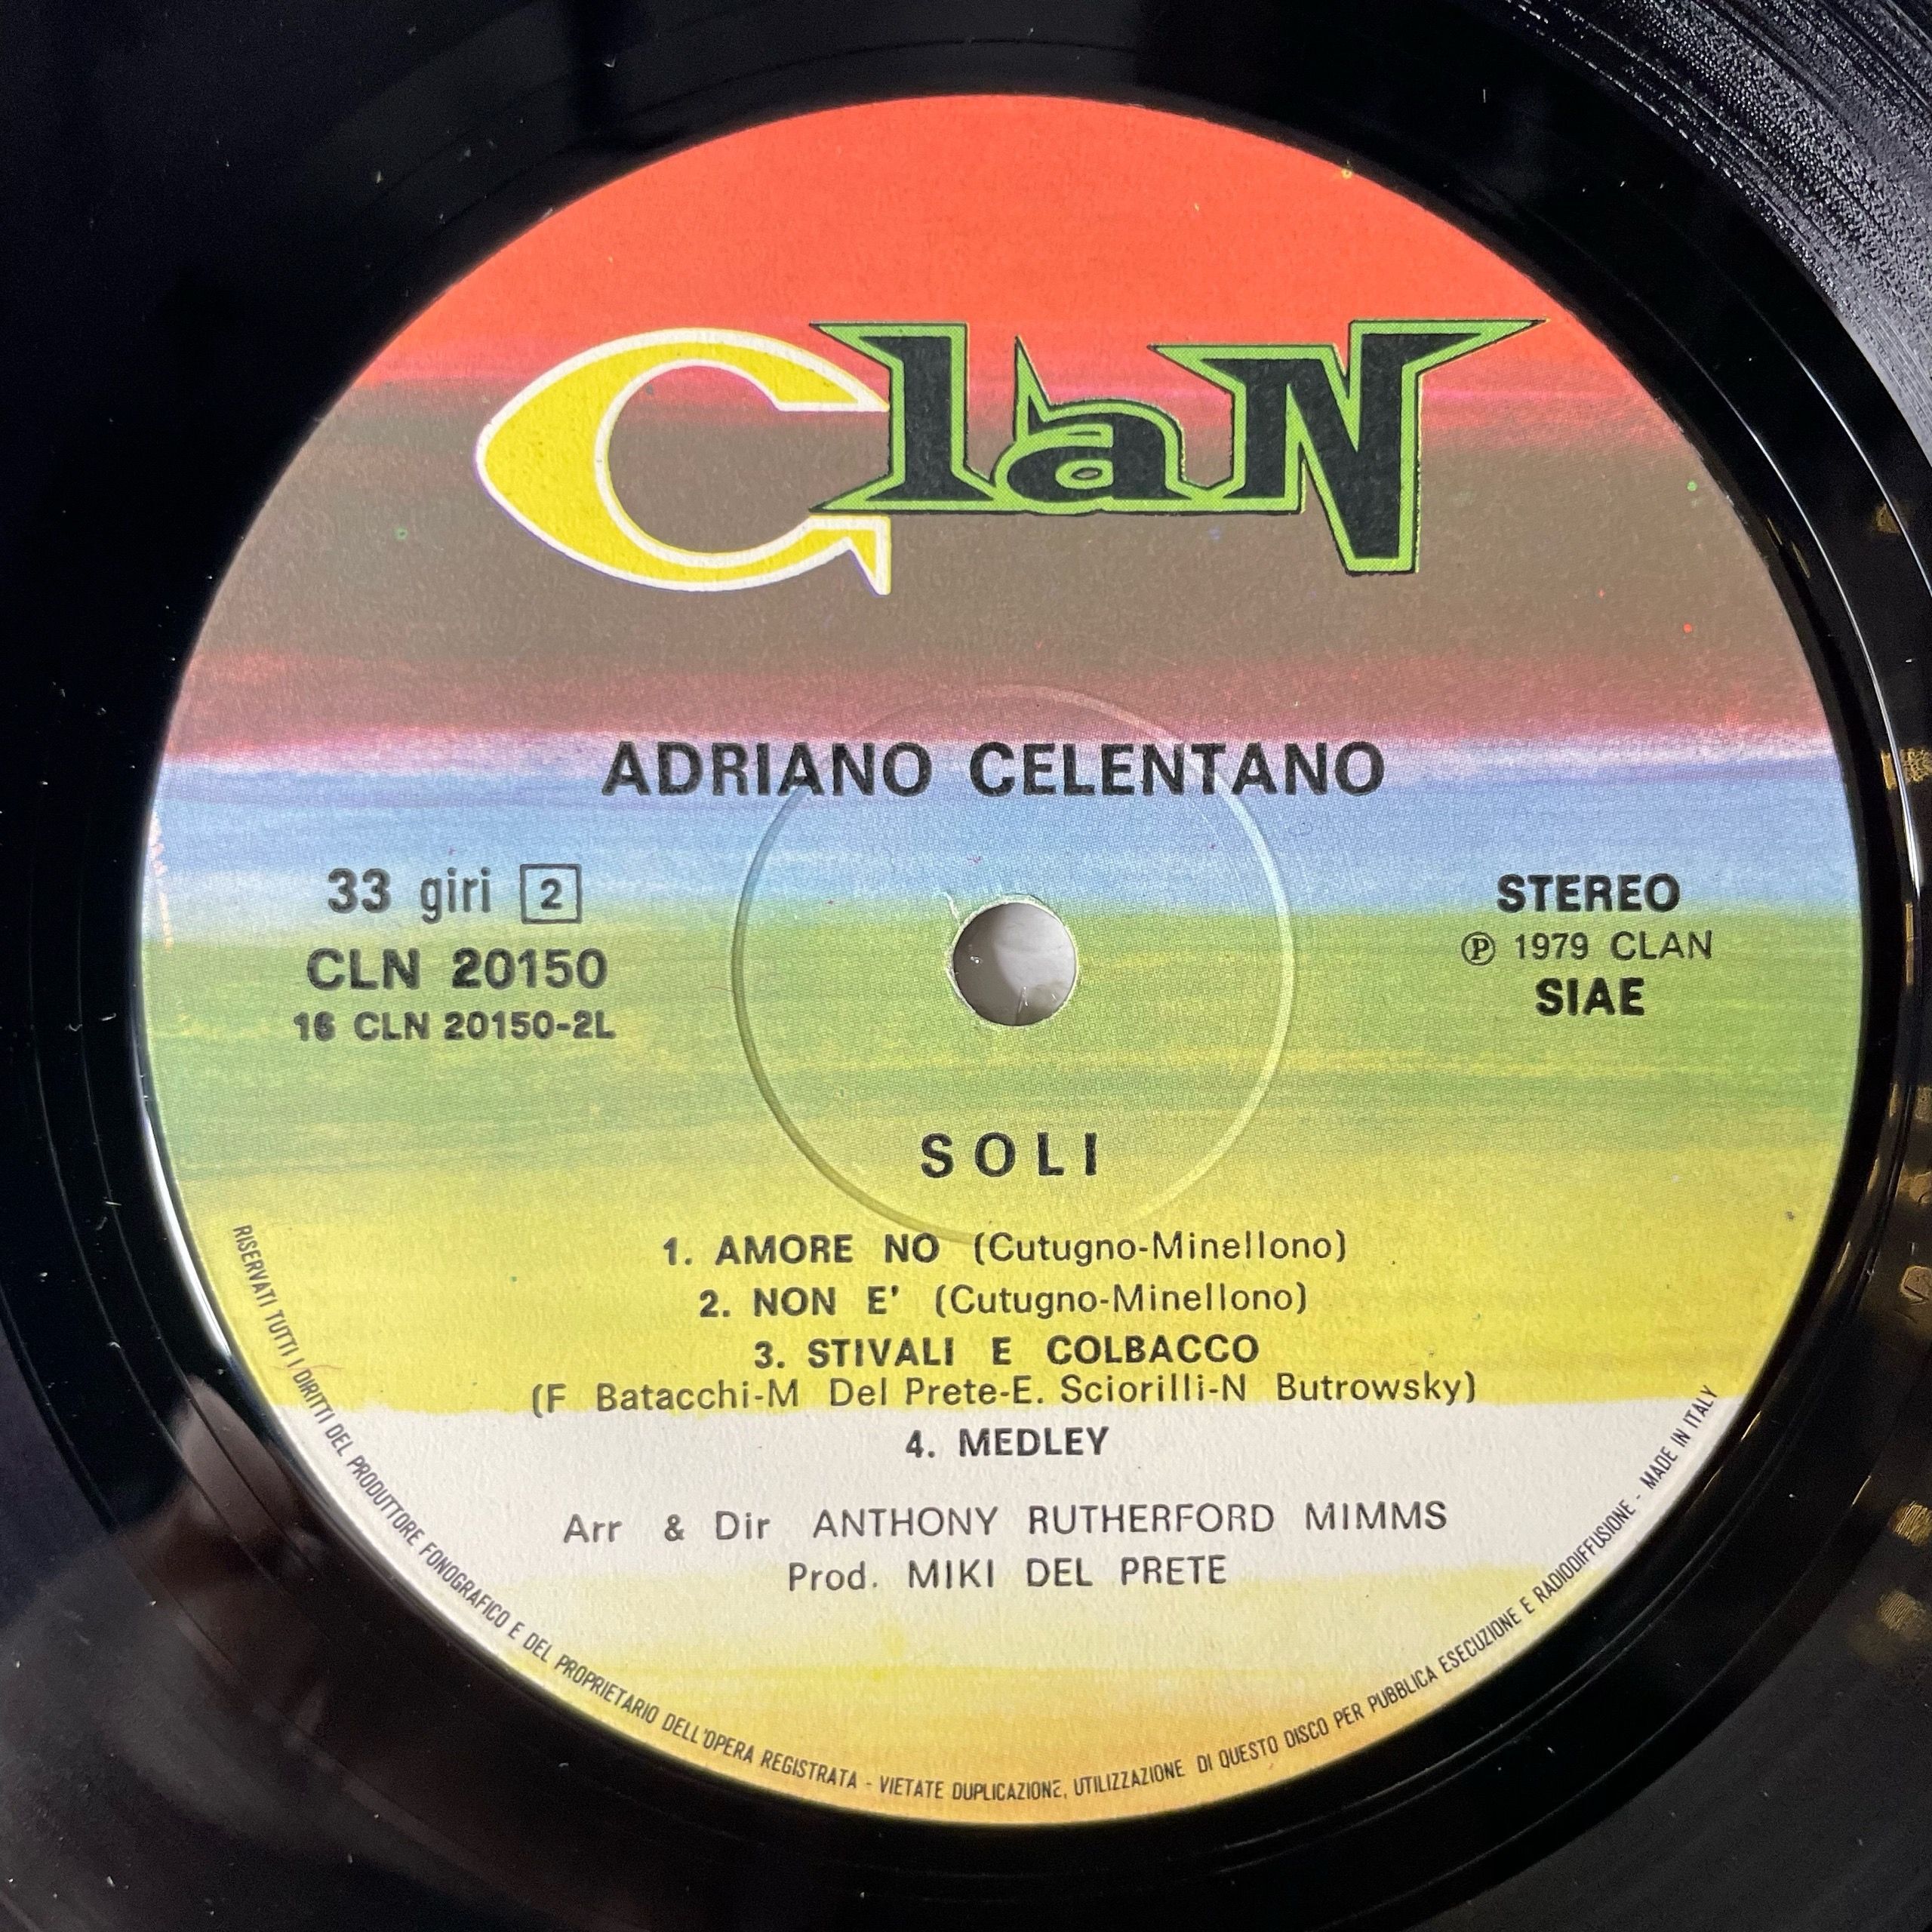 Clan
ADRIANO CELENTANO
33 giri 2
CLN 20150
16 CLN 20150-2L
STEREO
Ⓟ 1979 CLAN
SIAE
SOLI
1. AMORE NO (Cutugno-Minellono)
2. NON E' (Cutugno-Minellono)
3. STIVALI E COLBACCO
(F Batacchi-M Del Prete-E. Sciorilli-N Butrowsky)
4. MEDLEY
Arr & Dir ANTHONY RUTHERFORD MIMMS
Prod. MIKI DEL PRETE
RISERVATI TUTTI I DIRITTI DEL PRODUTTORE FONOGRAFICO E DEL PROPRIETARIO DELL'OPERA REGISTRATA - VIETATE DUPLICAZIONE, UTILIZZAZIONE DI QUESTO DISCO PER PUBBLICA ESECUZIONE E RADIODIFFUSIONE - MADE IN ITALY